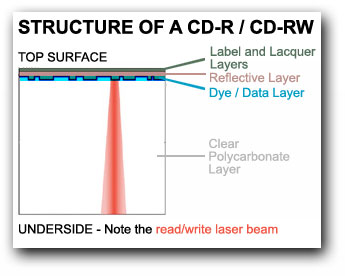 STRUCTURE OF A CD-R / CD-RW
TOP SURFACE
Label and Lacquer
Layers
Reflective Layer
Dye / Data Layer
Clear
Polycarbonate
Layer
UNDERSIDE - Note the read/write laser beam